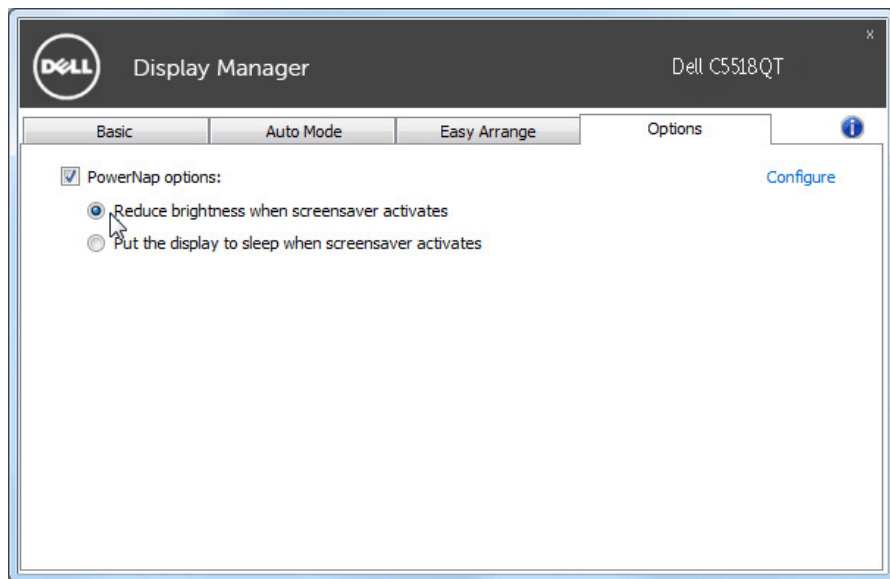 x
DELL Display Manager Dell C5518QT
Basic Auto Mode Easy Arrange Options i
PowerNap options: Configure
Reduce brightness when screensaver activates
Put the display to sleep when screensaver activates